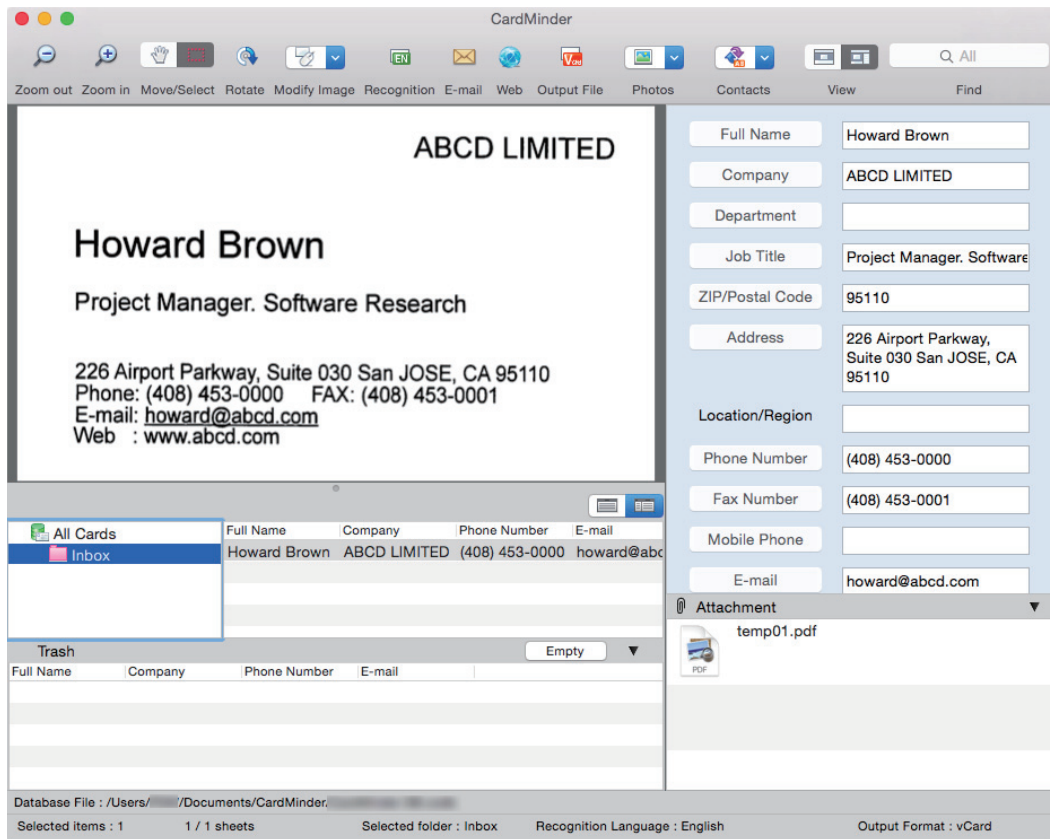 CardMinder
EN
V Card
All
Zoom out Zoom in Move/Select Rotate Modify Image Recognition E-mail Web Output File Photos Contacts View Find
ABCD LIMITED
Howard Brown
Project Manager. Software Research
226 Airport Parkway, Suite 030 San JOSE, CA 95110
Phone: (408) 453-0000 FAX: (408) 453-0001
E-mail: howard@abcd.com
Web : www.abcd.com
Full Name Howard Brown
Company ABCD LIMITED
Department
Job Title Project Manager. Software
ZIP/Postal Code 95110
Address 226 Airport Parkway,
Suite 030 San JOSE, CA
95110
Location/Region
Phone Number (408) 453-0000
Fax Number (408) 453-0001
Mobile Phone
E-mail howard@abcd.com
All Cards
Inbox
Full Name Company Phone Number E-mail
Howard Brown ABCD LIMITED (408) 453-0000 howard@abc
Trash Empty
Full Name Company Phone Number E-mail
Attachment
temp01.pdf
PDF
Database File : /Users/ /Documents/CardMinder/
Selected items : 1 1 / 1 sheets Selected folder : Inbox Recognition Language : English Output Format : vCard